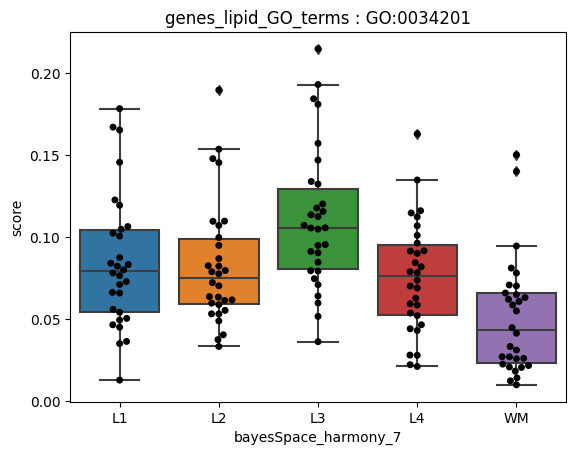 genes_lipid_GO_terms : GO:0034201
0.20
0.15
0.10
0.05
0.00
score
L1 L2 L3 L4 WM
bayesSpace_harmony_7